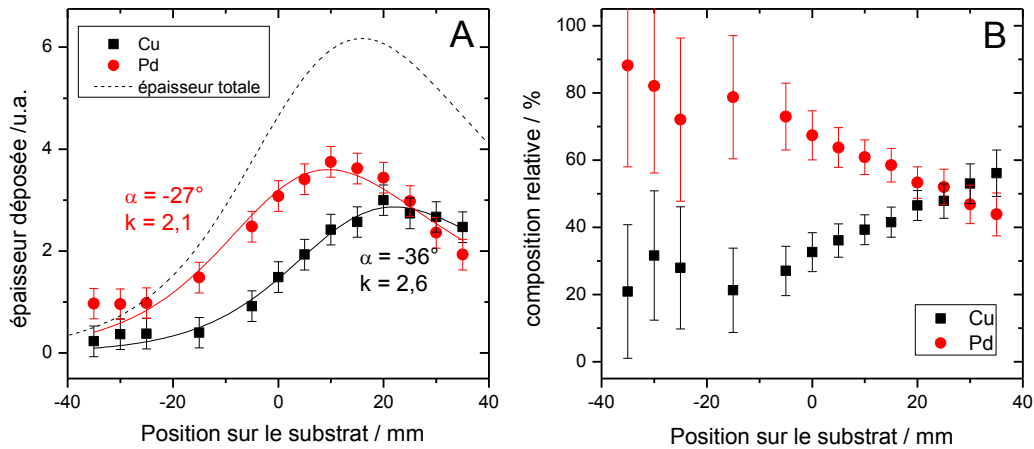 A
Cu
Pd
épaisseur totale
6
4
2
0
épaisseur déposée /u.a.
α = -27°
k = 2,1
α = -36°
k = 2,6
-40 -20 0 20 40
Position sur le substrat / mm
B
100
80
60
40
20
0
composition relative / %
Cu
Pd
-40 -20 0 20 40
Position sur le substrat / mm